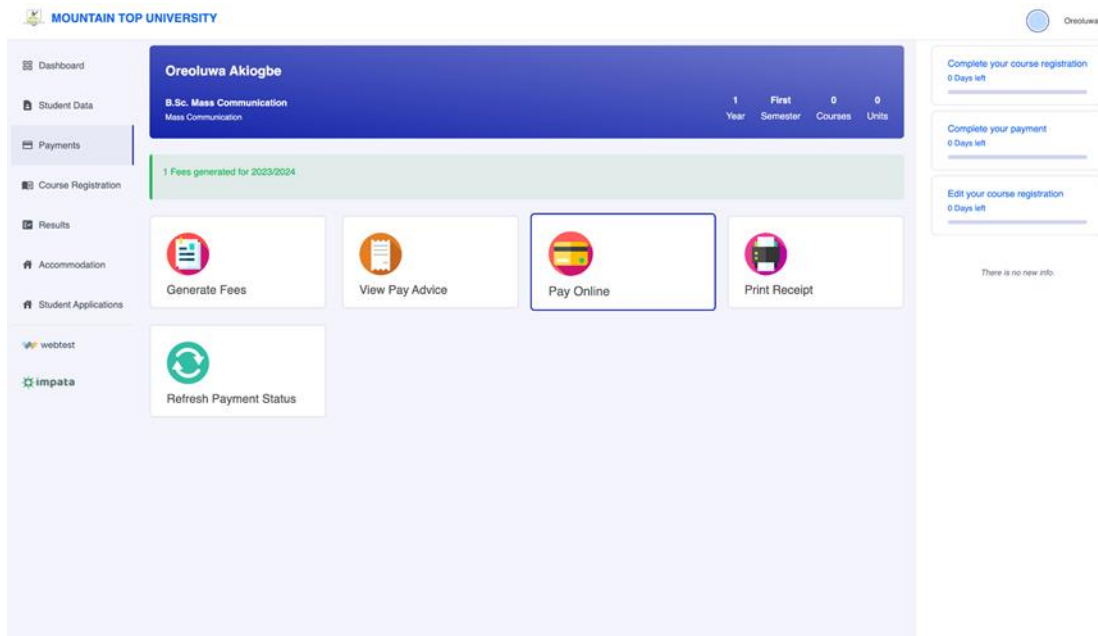 MOUNTAIN TOP UNIVERSITY
Oreoluwa
Dashboard
Student Data
Payments
Course Registration
Results
Accommodation
Student Applications
webtest
impata
Oreoluwa Akiogbe
B.Sc. Mass Communication
Mass Communication
1 First 0 0
Year Semester Courses Units
1 Fees generated for 2023/2024
Generate Fees
View Pay Advice
Pay Online
Print Receipt
Refresh Payment Status
Complete your course registration
0 Days left
Complete your payment
0 Days left
Edit your course registration
0 Days left
There is no new info.